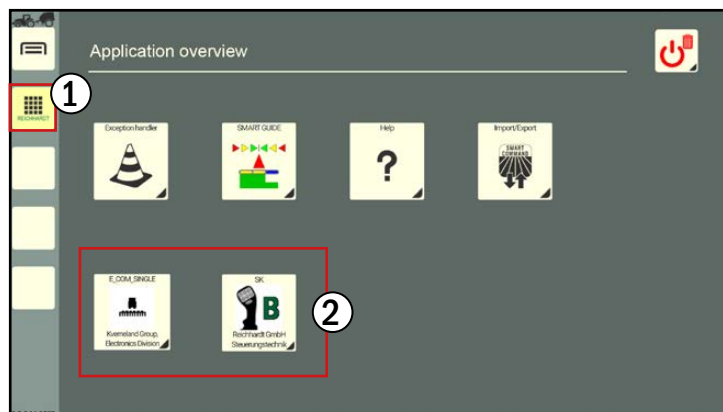 Application overview
1
REICHHARDT
Exception handler
SMART GUIDE
Help
Import/Export
?
SMART
COMMAND
E_COM_SINGLE
SK
B
2
Kverneland Group,
Electronics Division
Reichhardt GmbH
Steuerungstechnik